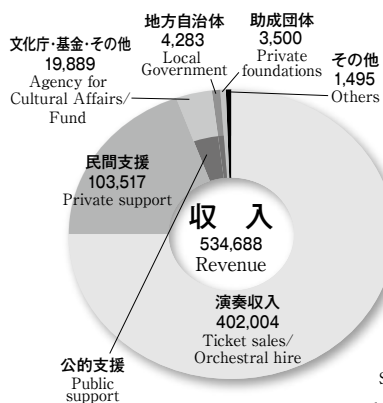 文化庁・基金・その他
19,889
Agency for
Cultural Affairs/
Fund
地方自治体
4,283
Local
Government
助成団体
3,500
Private
foundations
その他
1,495
Others
民間支援
103,517
Private support
収 入
534,688
Revenue
演奏収入
402,004
Ticket sales/
Orchestral hire
公的支援
Public
support
S